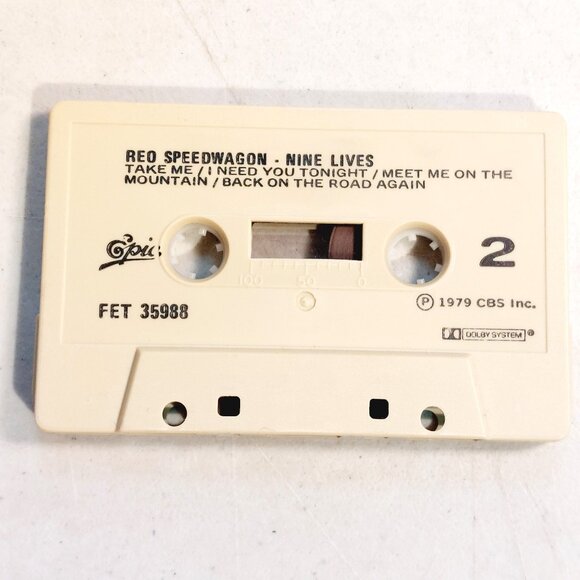 REO SPEEDWAGON - NINE LIVES
TAKE ME / I NEED YOU TONIGHT / MEET ME ON THE
MOUNTAIN / BACK ON THE ROAD AGAIN
Epic
2
100 50 0
FET 35988
Ⓟ 1979 CBS Inc.
DOLBY SYSTEM ®